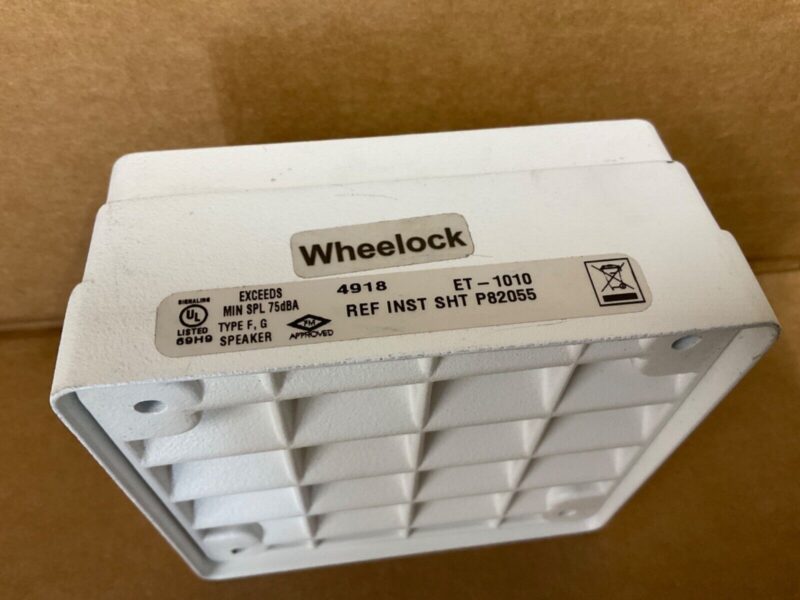 Wheelock
SIGNALING
UL
LISTED
69H9
EXCEEDS
MIN SPL 75dBA
TYPE F, G
SPEAKER
FM
APPROVED
4918 ET-1010
REF INST SHT P82055